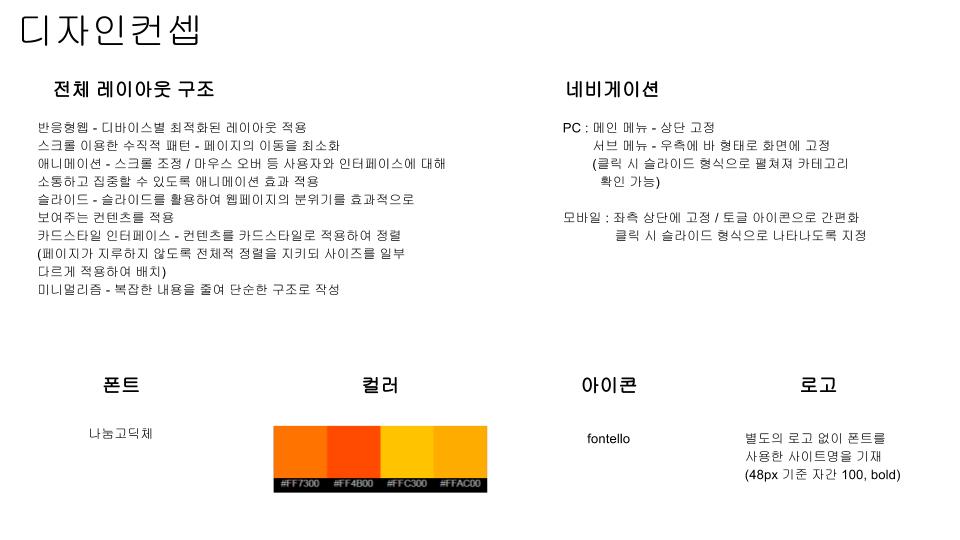 디자인컨셉
전체 레이아웃 구조
반응형웹 - 디바이스별 최적화된 레이아웃 적용
스크롤 이용한 수직적 패턴 - 페이지의 이동을 최소화
애니메이션 - 스크롤 조정 / 마우스 오버 등 사용자와 인터페이스에 대해
소통하고 집중할 수 있도록 애니메이션 효과 적용
슬라이드 - 슬라이드를 활용하여 웹페이지의 분위기를 효과적으로
보여주는 컨텐츠를 적용
카드스타일 인터페이스 - 컨텐츠를 카드스타일로 적용하여 정렬
(페이지가 지루하지 않도록 전체적 정렬을 지키되 사이즈를 일부
다르게 적용하여 배치)
미니멀리즘 - 복잡한 내용을 줄여 단순한 구조로 작성
네비게이션
PC : 메인 메뉴 - 상단 고정
서브 메뉴 - 우측에 바 형태로 화면에 고정
(클릭 시 슬라이드 형식으로 펼쳐져 카테고리
확인 가능)
모바일 : 좌측 상단에 고정 / 토글 아이콘으로 간편화
클릭 시 슬라이드 형식으로 나타나도록 지정
폰트
나눔고딕체
컬러
#FF7300 #FF4B00 #FFC300 #FFAC00
아이콘
fontello
로고
별도의 로고 없이 폰트를
사용한 사이트명을 기재
(48px 기준 자간 100, bold)